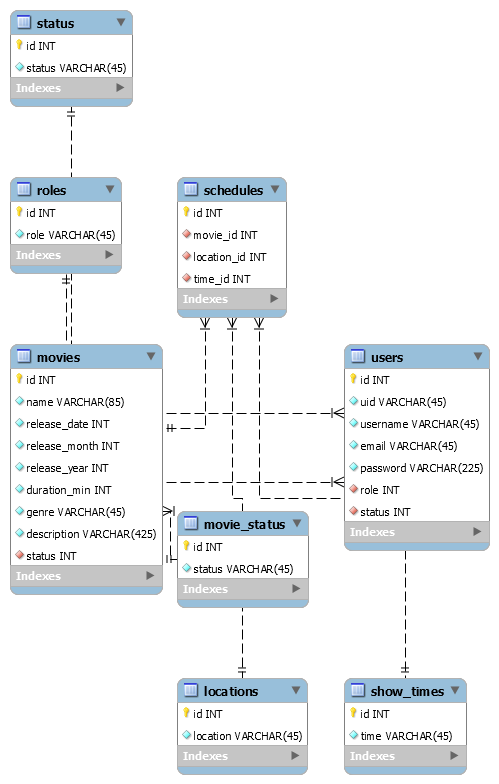 status
id INT
status VARCHAR(45)
Indexes
roles
id INT
role VARCHAR(45)
Indexes
schedules
id INT
movie_id INT
location_id INT
time_id INT
Indexes
movies
id INT
name VARCHAR(85)
release_date INT
release_month INT
release_year INT
duration_min INT
genre VARCHAR(45)
description VARCHAR(425)
status INT
Indexes
users
id INT
uid VARCHAR(45)
username VARCHAR(45)
email VARCHAR(45)
password VARCHAR(225)
role INT
status INT
Indexes
movie_status
id INT
status VARCHAR(45)
Indexes
locations
id INT
location VARCHAR(45)
Indexes
show_times
id INT
time VARCHAR(45)
Indexes